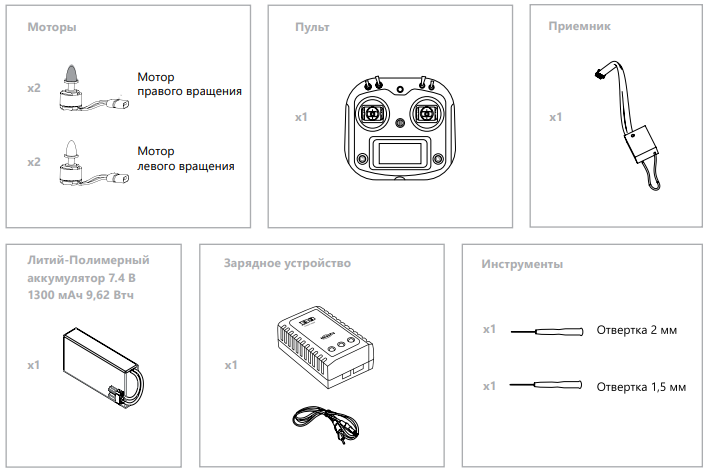 Моторы
x2
Мотор
правого вращения
x2
Мотор
левого вращения
Пульт
x1
Приемник
x1
Литий-Полимерный
аккумулятор 7.4 В
1300 мАч 9,62 Втч
x1
Зарядное устройство
x1
Инструменты
x1
Отвертка 2 мм
x1
Отвертка 1,5 мм